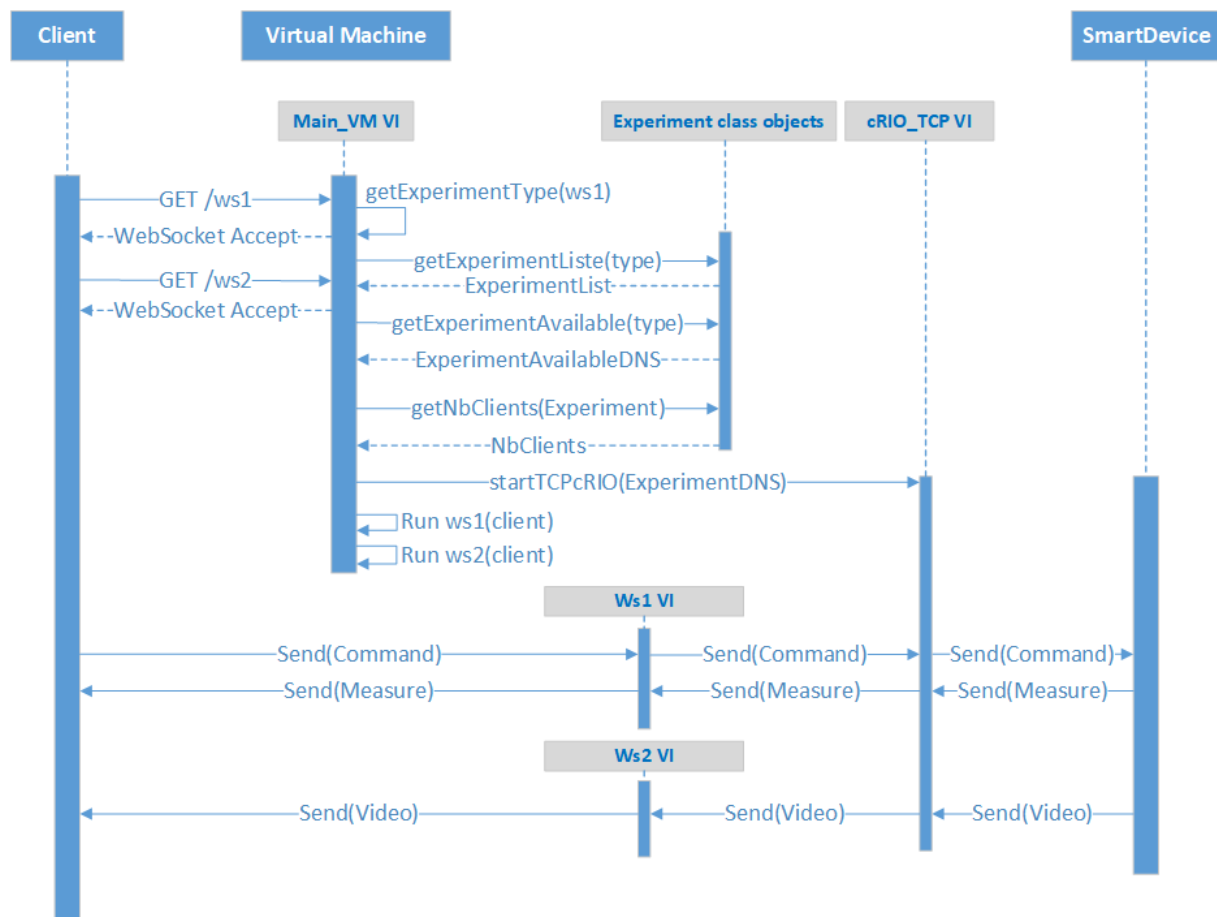 Client
Virtual Machine
SmartDevice
Main_VM VI
Experiment class objects
cRIO_TCP VI
GET /ws1
getExperimentType(ws1)
WebSocket Accept
getExperimentListe(type)
GET /ws2
ExperimentList
WebSocket Accept
getExperimentAvailable(type)
ExperimentAvailableDNS
getNbClients(Experiment)
NbClients
startTCPcRIO(ExperimentDNS)
Run ws1(client)
Run ws2(client)
Ws1 VI
Send(Command)
Send(Command)
Send(Command)
Send(Measure)
Send(Measure)
Send(Measure)
Ws2 VI
Send(Video)
Send(Video)
Send(Video)